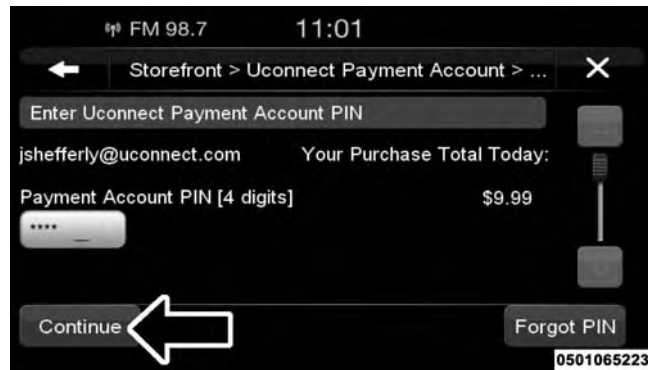 FM 98.7 11:01
Storefront > Uconnect Payment Account > ...
Enter Uconnect Payment Account PIN
jshefferly@uconnect.com Your Purchase Total Today:
Payment Account PIN [4 digits] $9.99
**** _
Continue Forgot PIN
0501065223